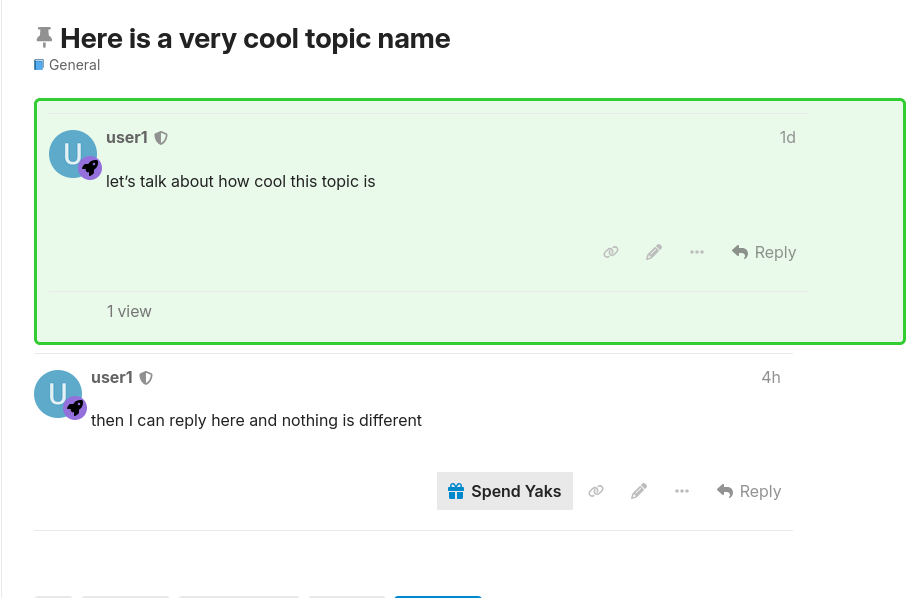 Here is a very cool topic name
General
U
user1
1d
let’s talk about how cool this topic is
Reply
1 view
U
user1
4h
then I can reply here and nothing is different
Spend Yaks
Reply